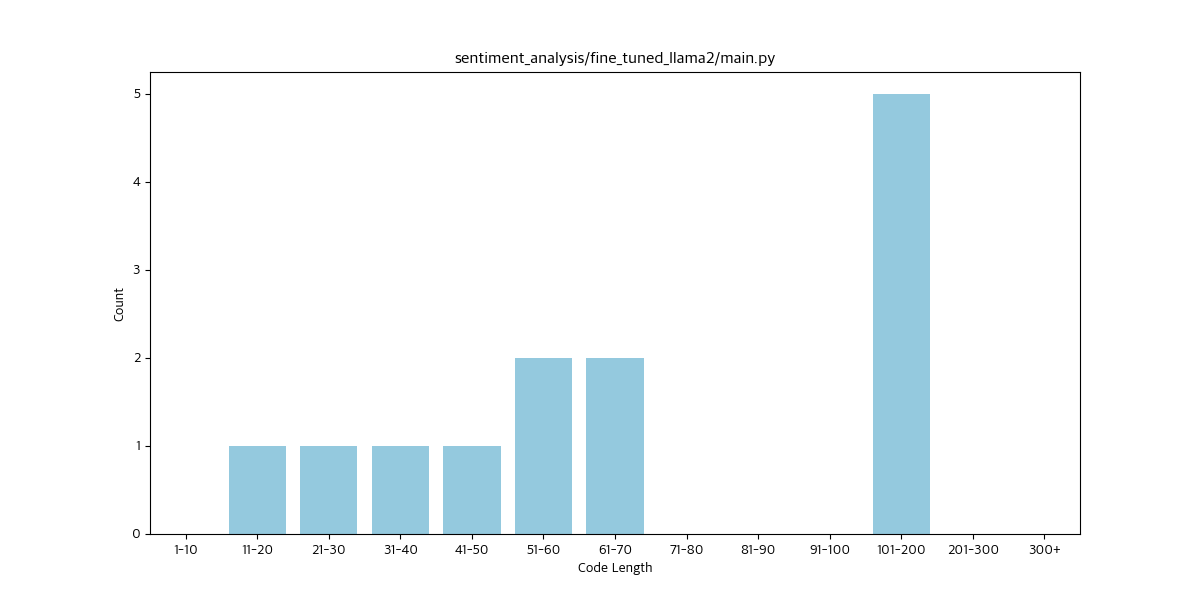 sentiment_analysis/fine_tuned_llama2/main.py
5
4
3
2
1
0
Count
1-10 11-20 21-30 31-40 41-50 51-60 61-70 71-80 81-90 91-100 101-200 201-300 300+
Code Length